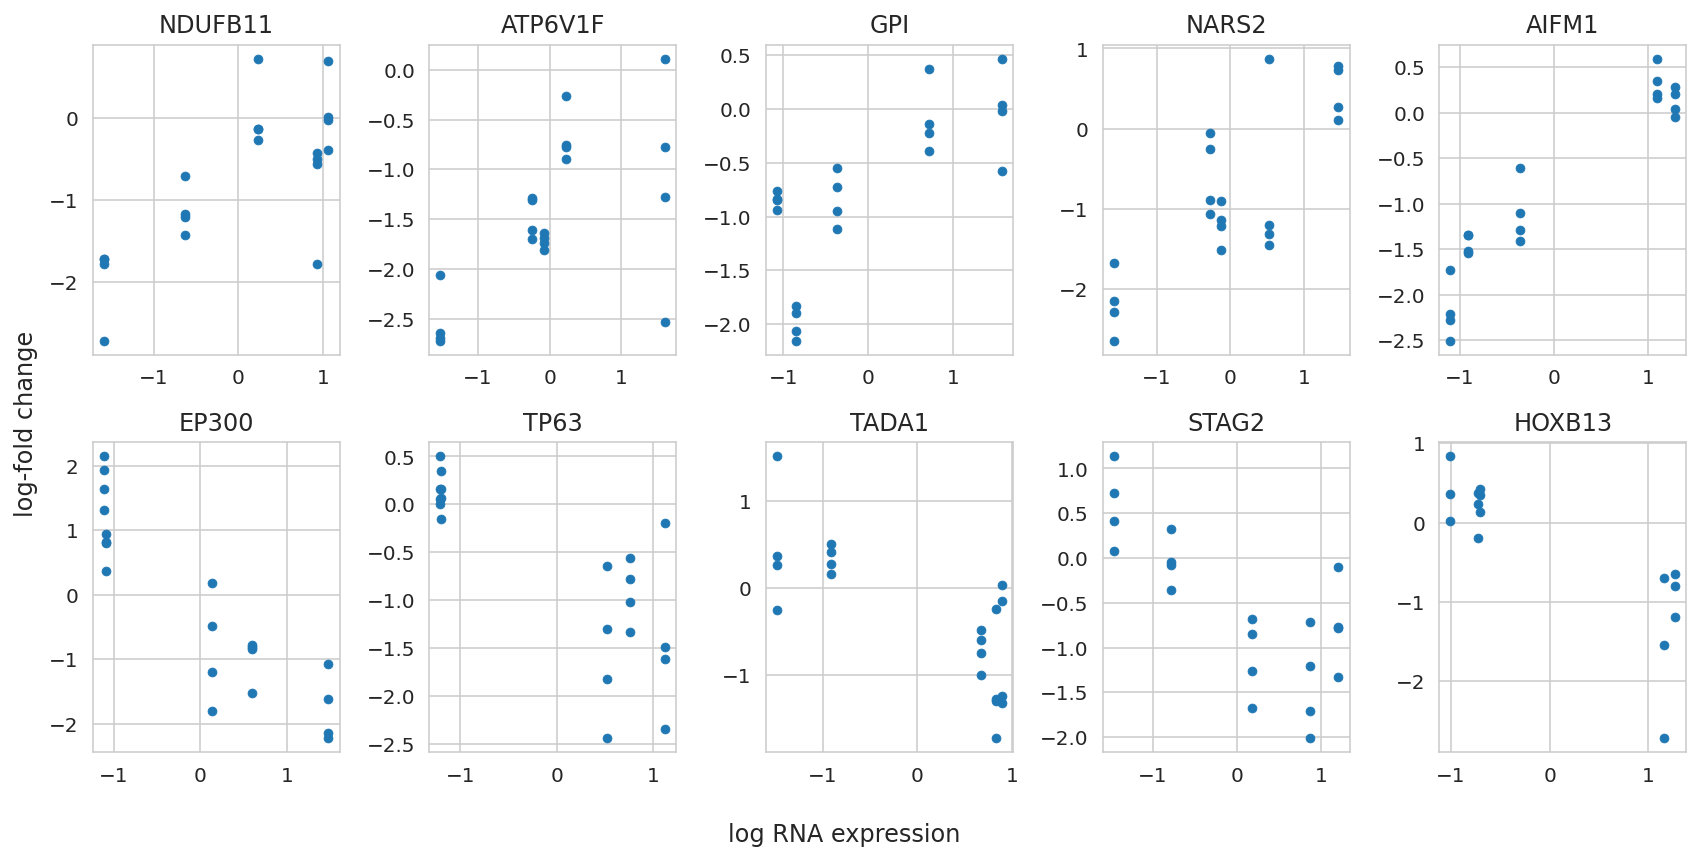 NDUFB11 ATP6V1F GPI NARS2 AIFM1
0 −1 −2
−1 0 1
0.0 −0.5 −1.0 −1.5 −2.0 −2.5
−1 0 1
0.5 0.0 −0.5 −1.0 −1.5 −2.0
−1 0 1
1 0 −1 −2
−1 0 1
0.5 0.0 −0.5 −1.0 −1.5 −2.0 −2.5
−1 0 1
log-fold change
EP300 TP63 TADA1 STAG2 HOXB13
2 1 0 −1 −2
−1 0 1
0.5 0.0 −0.5 −1.0 −1.5 −2.0 −2.5
−1 0 1
1 0 −1
−1 0 1
1.0 0.5 0.0 −0.5 −1.0 −1.5 −2.0
−1 0 1
1 0 −1 −2
−1 0 1
log RNA expression